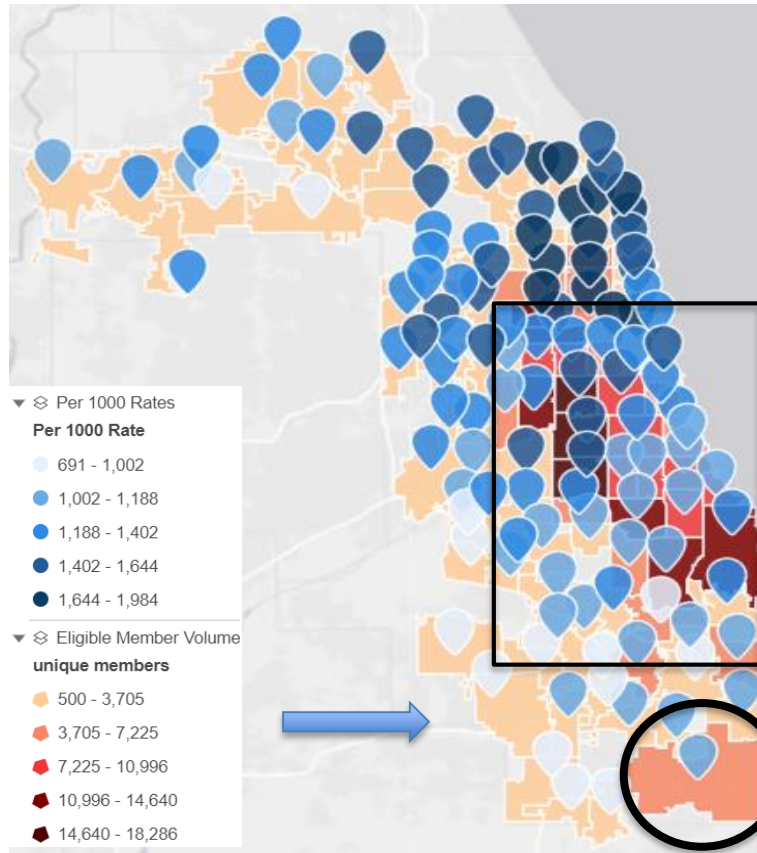 Per 1000 Rates
Per 1000 Rate
691 - 1,002
1,002 - 1,188
1,188 - 1,402
1,402 - 1,644
1,644 - 1,984
Eligible Member Volume
unique members
500 - 3,705
3,705 - 7,225
7,225 - 10,996
10,996 - 14,640
14,640 - 18,286